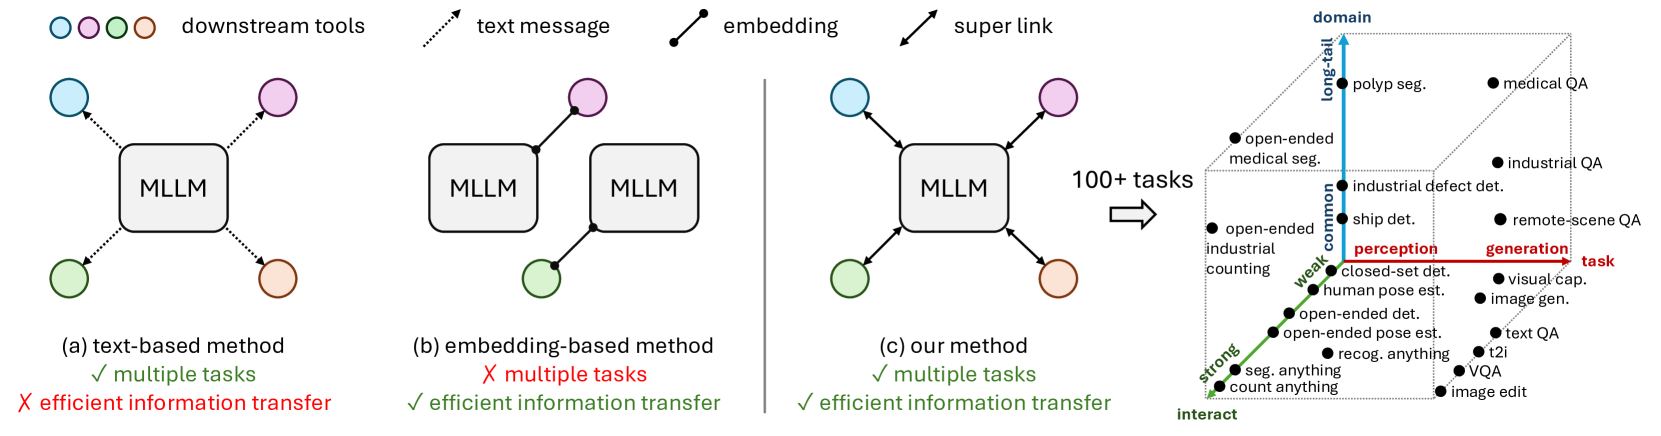 downstream tools
text message
embedding
super link
MLLM
(a) text-based method
✓ multiple tasks
✗ efficient information transfer
MLLM
MLLM
(b) embedding-based method
✗ multiple tasks
✓ efficient information transfer
MLLM
(c) our method
✓ multiple tasks
✓ efficient information transfer
100+ tasks
domain
long-tail
common
polyp seg.
medical QA
open-ended
medical seg.
industrial QA
industrial defect det.
ship det.
remote-scene QA
open-ended
industrial
counting
perception
generation
task
weak
strong
interact
closed-set det.
human pose est.
open-ended det.
open-ended pose est.
recog. anything
seg. anything
count anything
visual cap.
image gen.
text QA
t2i
VQA
image edit